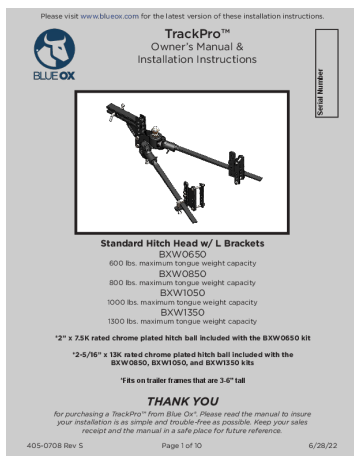 Please visit www.blueox.com for the latest version of these installation instructions.
BLUE OX
TrackPro™
Owner's Manual &
Installation Instructions
Serial Number
Standard Hitch Head w/ L Brackets
BXW0650
600 lbs. maximum tongue weight capacity
BXW0850
800 lbs. maximum tongue weight capacity
BXW1050
1000 lbs. maximum tongue weight capacity
BXW1350
1300 lbs. maximum tongue weight capacity
*2" x 7.5K rated chrome plated hitch ball included with the BXW0650 kit
*2-5/16" x 13K rated chrome plated hitch ball included with the
BXW0850, BXW1050, and BXW1350 kits
*Fits on trailer frames that are 3-6" tall
THANK YOU
for purchasing a TrackPro™ from Blue Ox®. Please read the manual to insure
your installation is as simple and trouble-free as possible. Keep your sales
receipt and the manual in a safe place for future reference.
405-0708 Rev S Page 1 of 10 6/28/22